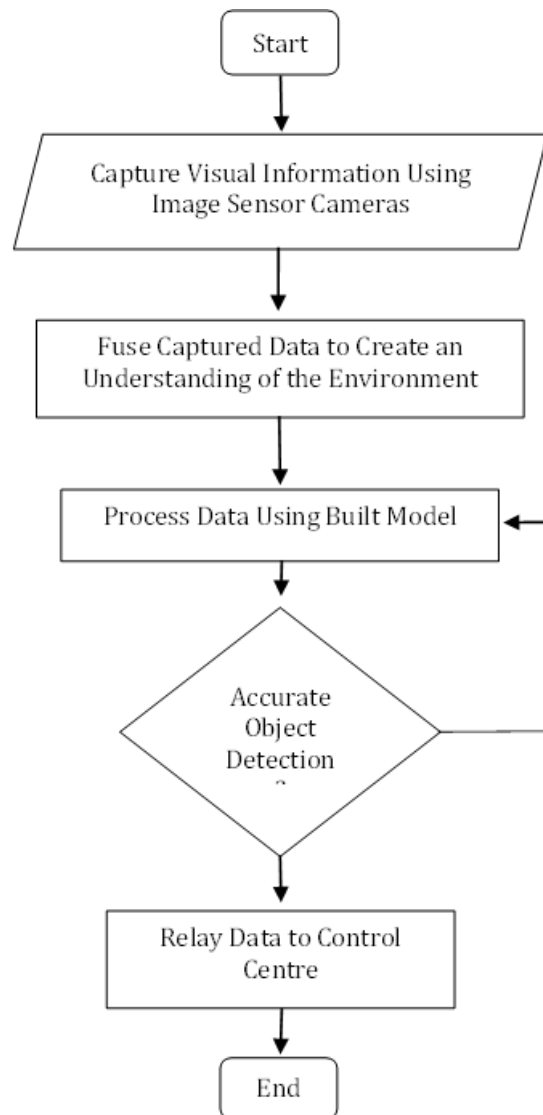 Start
Capture Visual Information Using
Image Sensor Cameras
Fuse Captured Data to Create an
Understanding of the Environment
Process Data Using Built Model
Accurate
Object
Detection
?
Relay Data to Control
Centre
End